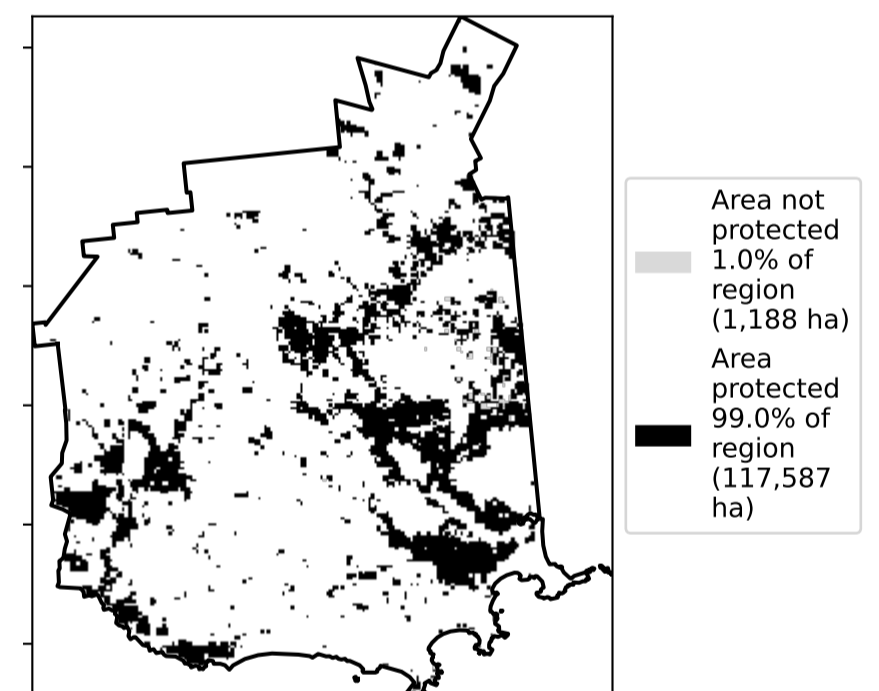 Area not
protected
1.0% of
region
(1,188 ha)
Area
protected
99.0% of
region
(117,587
ha)